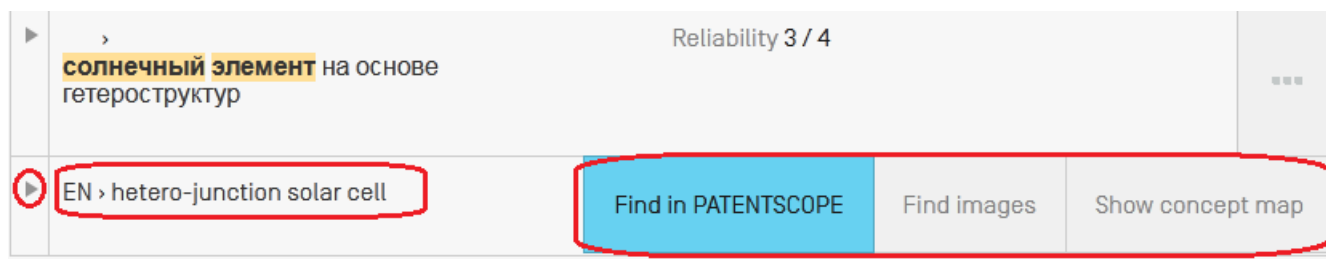 ›
солнечный элемент на основе
гетероструктур
Reliability 3 / 4
EN › hetero-junction solar cell
Find in PATENTSCOPE
Find images
Show concept map